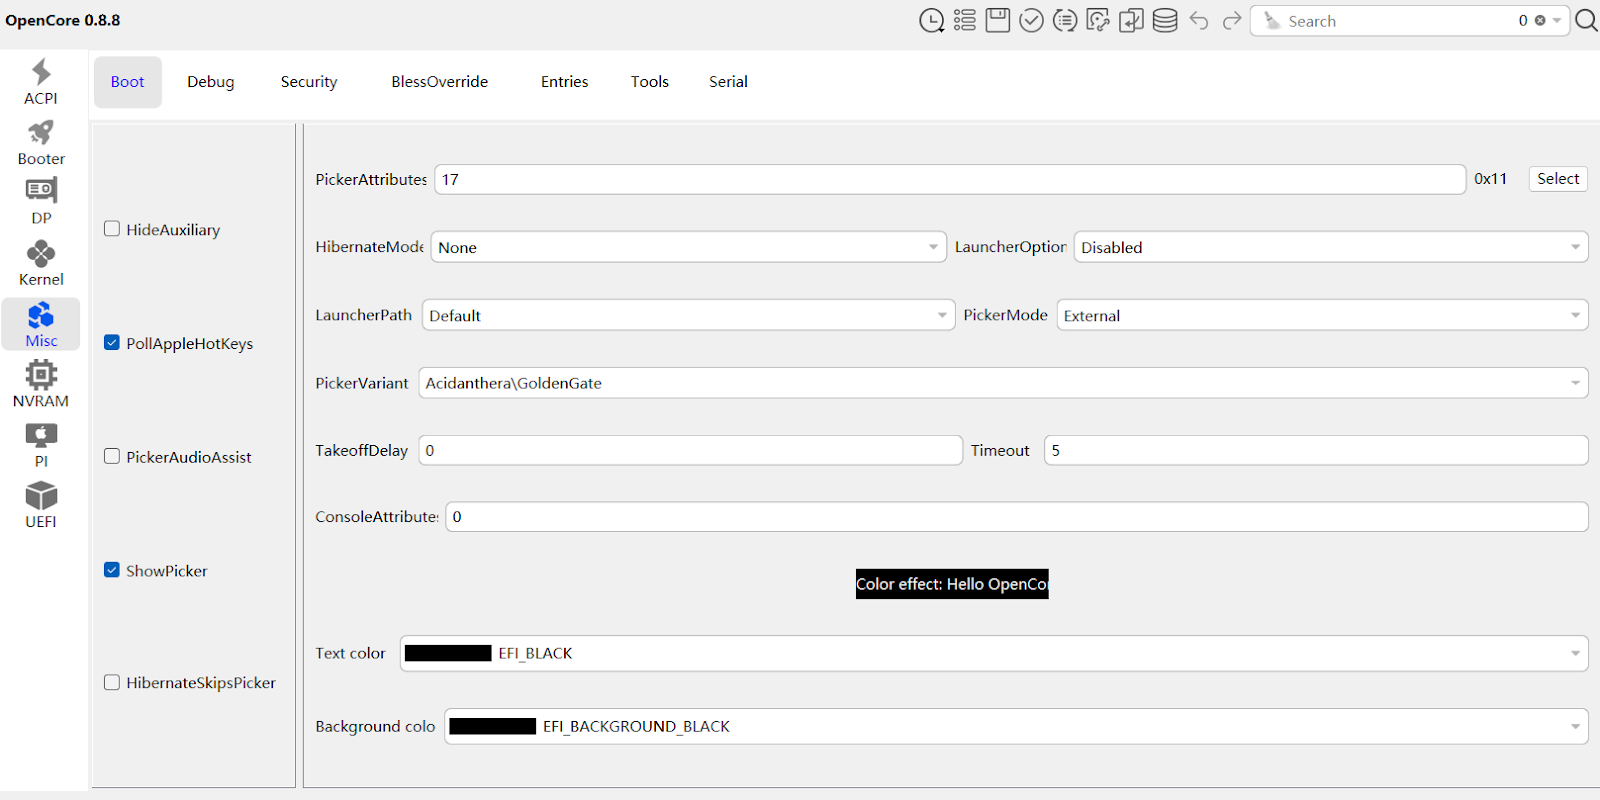 OpenCore 0.8.8
Search 0
ACPI
Booter
DP
Kernel
Misc
NVRAM
PI
UEFI
Boot Debug Security BlessOverride Entries Tools Serial
HideAuxiliary
PollAppleHotKeys
PickerAudioAssist
ShowPicker
HibernateSkipsPicker
PickerAttributes 17 0x11 Select
HibernateMode None LauncherOption Disabled
LauncherPath Default PickerMode External
PickerVariant Acidanthera\GoldenGate
TakeoffDelay 0 Timeout 5
ConsoleAttributes 0
Color effect: Hello OpenCor
Text color EFI_BLACK
Background colo EFI_BACKGROUND_BLACK